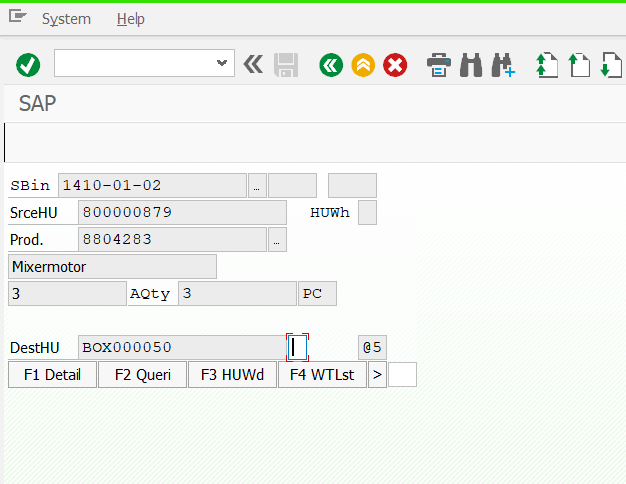 System Help
SAP
SBin 1410-01-02 ...
SrceHU 800000879 HUWh
Prod. 8804283 ...
Mixermotor
3 AQty 3 PC
DestHU BOX000050 @5
F1 Detail F2 Queri F3 HUWd F4 WTLst >